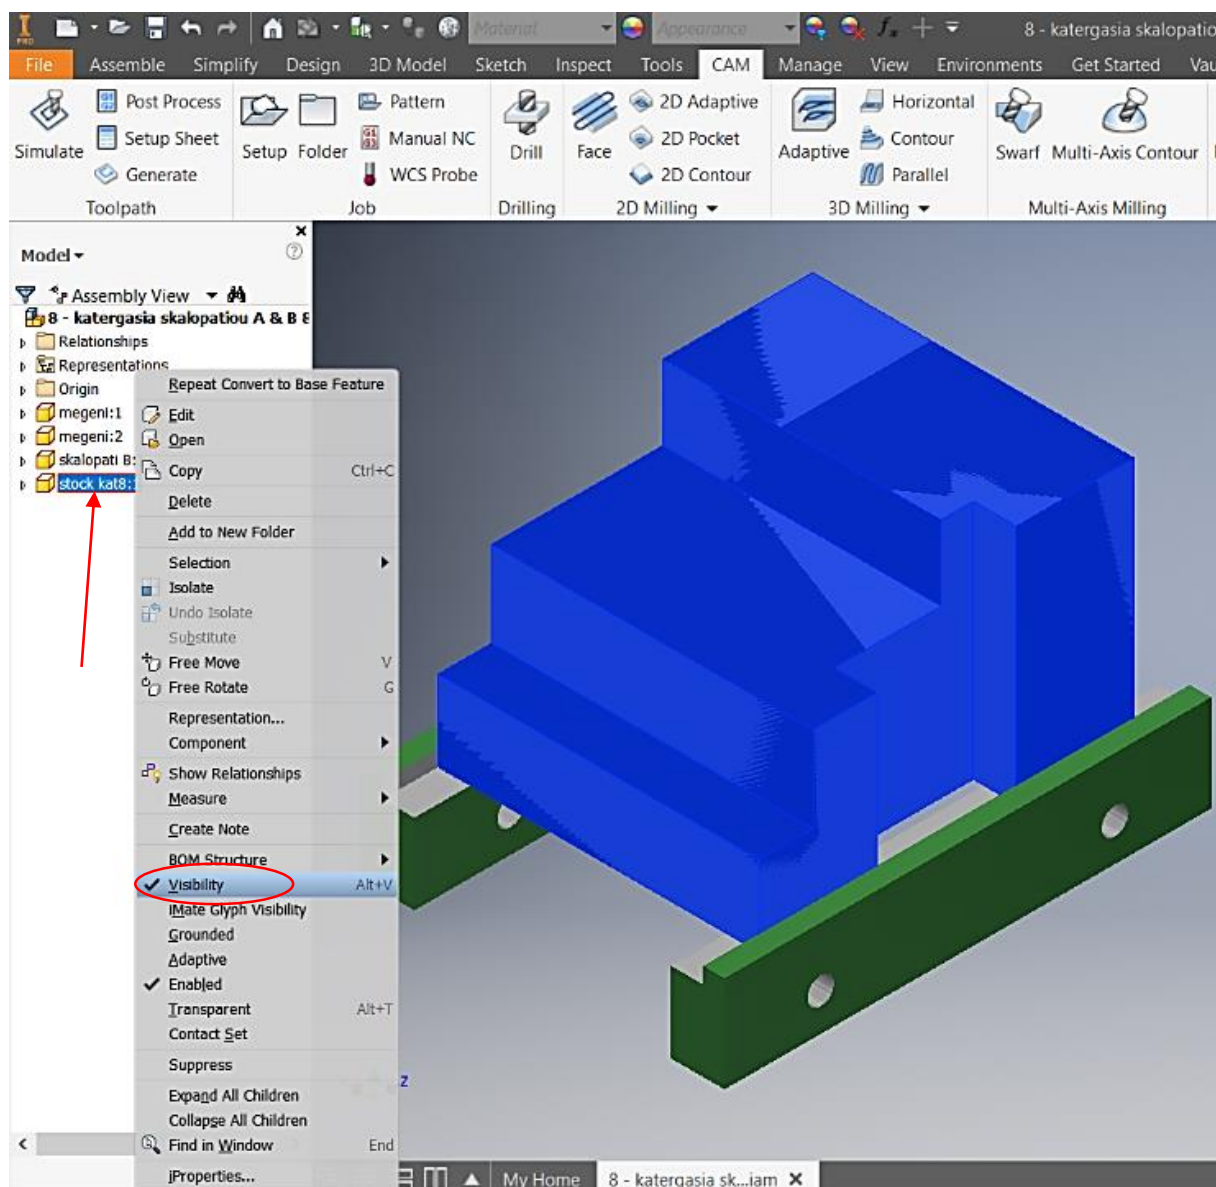 PRO
Material
Appearance
8 - katergasia skalopatio
File Assemble Simplify Design 3D Model Sketch Inspect Tools CAM Manage View Environments Get Started Vau
Simulate
Post Process
Setup Sheet
Generate
Toolpath
Setup
Folder
Pattern
Manual NC
WCS Probe
Job
Drill
Drilling
Face
2D Adaptive
2D Pocket
2D Contour
2D Milling
Adaptive
Horizontal
Contour
Parallel
3D Milling
Swarf
Multi-Axis Contour
Multi-Axis Milling
Model
Assembly View
8 - katergasia skalopatiou A & B 8
Relationships
Representations
Origin
megeni:1
megeni:2
skalopati B:
stock kat8:
Repeat Convert to Base Feature
Edit
Open
Copy Ctrl+C
Delete
Add to New Folder
Selection
Isolate
Undo Isolate
Substitute
Free Move V
Free Rotate G
Representation...
Component
Show Relationships
Measure
Create Note
BOM Structure
Visibility Alt+V
iMate Glyph Visibility
Grounded
Adaptive
Enabled
Transparent Alt+T
Contact Set
Suppress
Expand All Children
Collapse All Children
Find in Window End
iProperties...
Z
My Home
8 - katergasia sk...iam